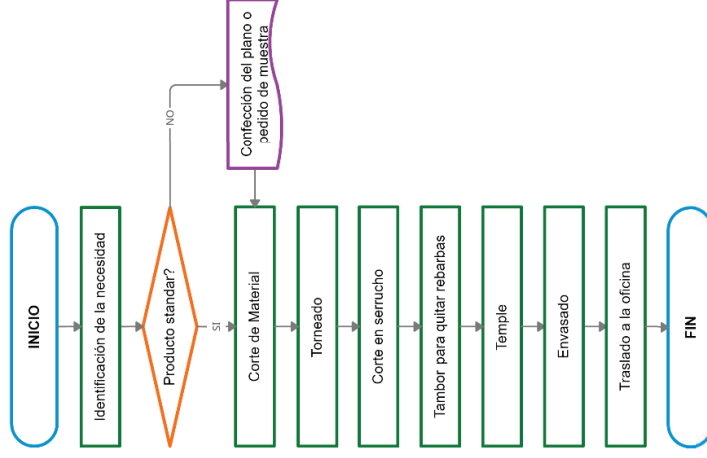 INICIO
Identificación de la necesidad
Producto standar?
NO
Confección del plano o
pedido de muestra
SI
Corte de Material
Torneado
Corte en serrucho
Tambor para quitar rebarbas
Temple
Envasado
Traslado a la oficina
FIN